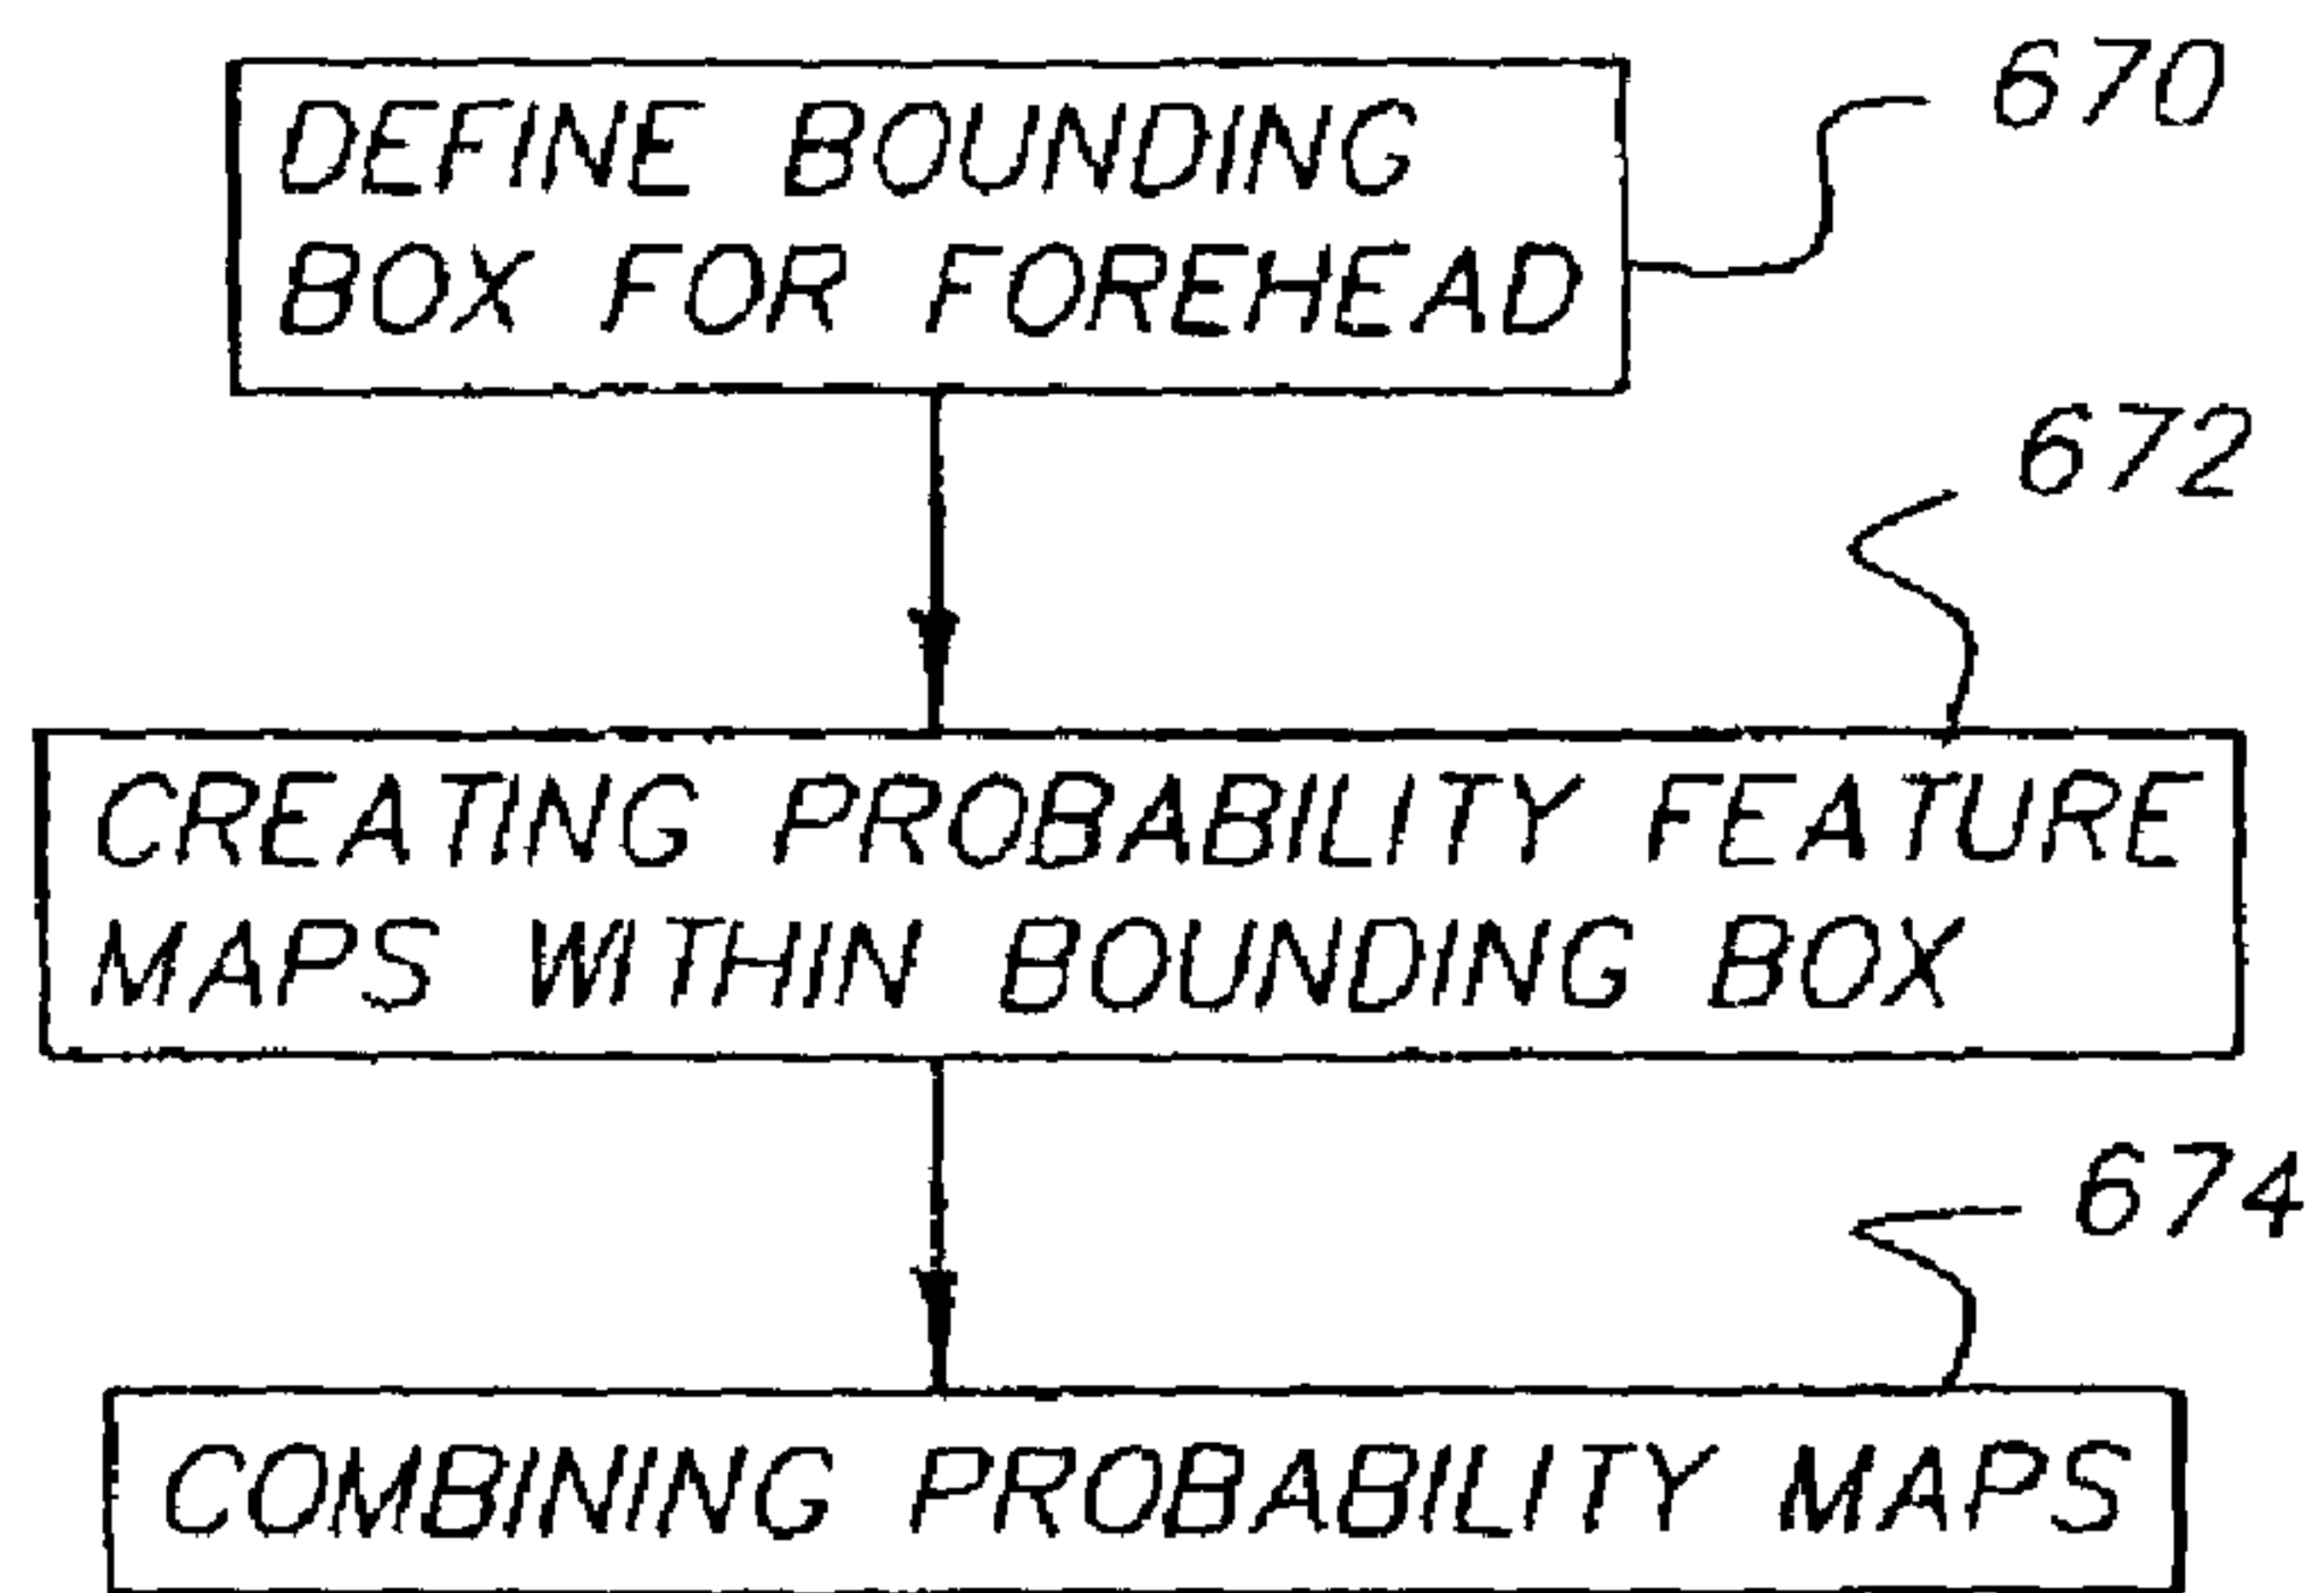 DEFINE BOUNDING
BOX FOR FOREHEAD
670
672
CREATING PROBABILITY FEATURE
MAPS WITHIN BOUNDING BOX
674
COMBINING PROBABILITY MAPS